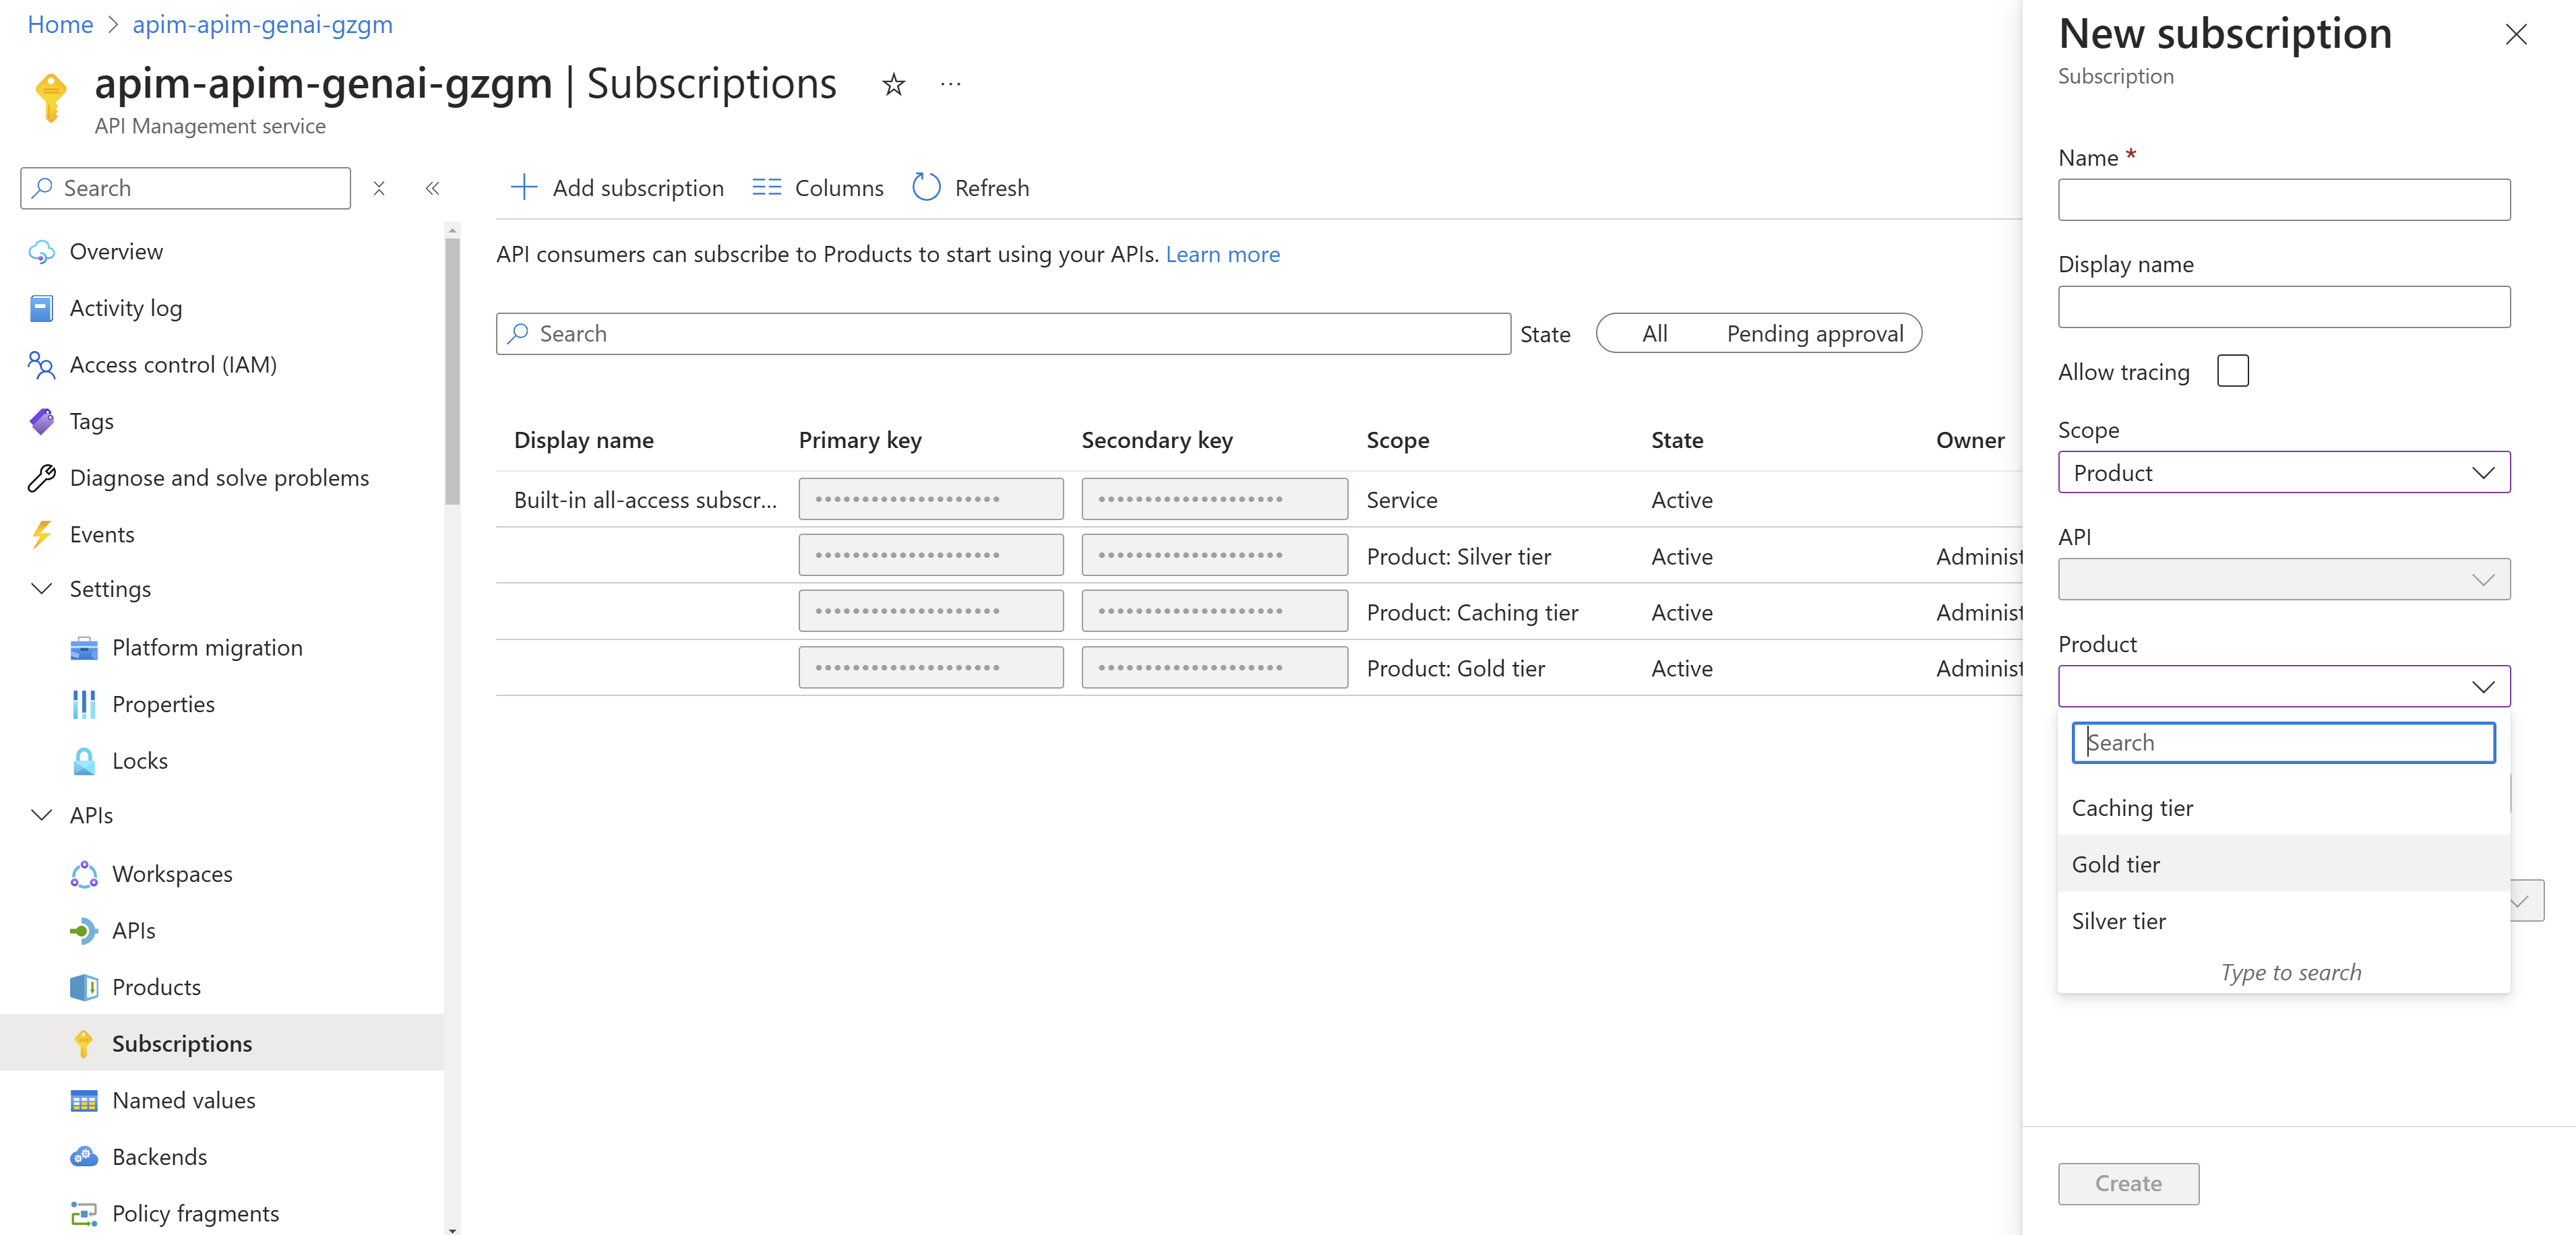 Home > apim-apim-genai-gzgm
apim-apim-genai-gzgm | Subscriptions
API Management service
Search
Overview
Activity log
Access control (IAM)
Tags
Diagnose and solve problems
Events
Settings
Platform migration
Properties
Locks
APIs
Workspaces
APIs
Products
Subscriptions
Named values
Backends
Policy fragments
Add subscription Columns Refresh
API consumers can subscribe to Products to start using your APIs. Learn more
Search State All Pending approval
Display name Primary key Secondary key Scope State Owner
Built-in all-access subscr... •••••••••••••••••••• •••••••••••••••••••• Service Active
•••••••••••••••••••• •••••••••••••••••••• Product: Silver tier Active Administ
•••••••••••••••••••• •••••••••••••••••••• Product: Caching tier Active Administ
•••••••••••••••••••• •••••••••••••••••••• Product: Gold tier Active Administ
New subscription
Subscription
Name *
Display name
Allow tracing
Scope
Product
API
Product
Search
Caching tier
Gold tier
Silver tier
Type to search
Create